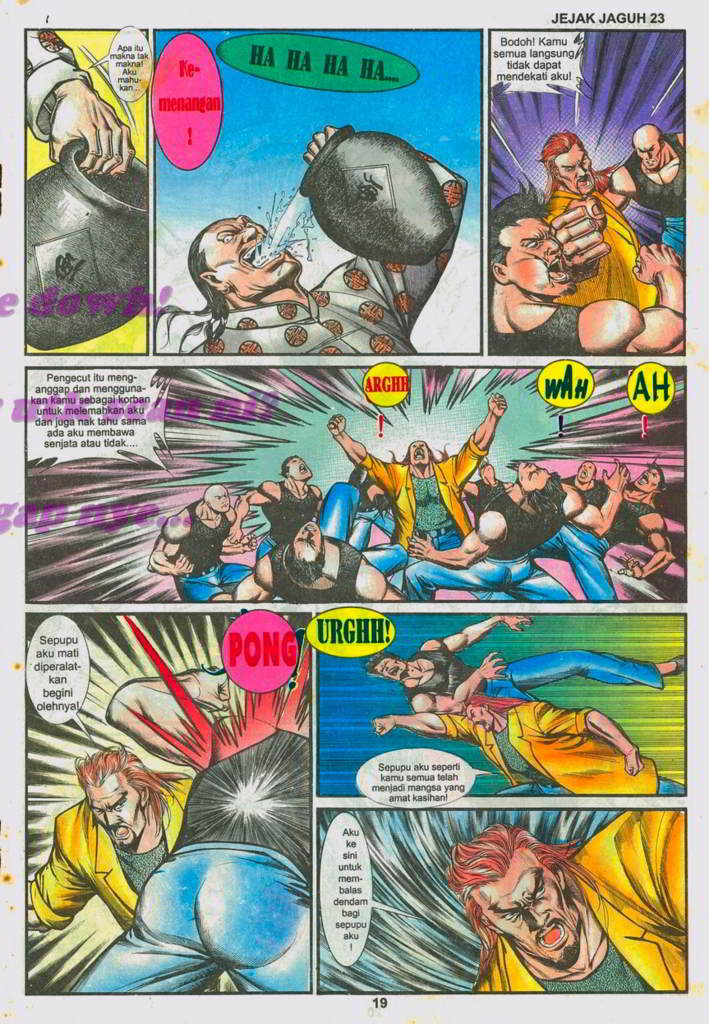 JEJAK JAGUH 23
Apa itu
makna tak
makna!
Aku
mahu-
kan...
Ke-
menangan
!
HA HA HA HA....
Bodoh! Kamu
semua langsung
tidak dapat
mendekati aku!
e down!
Pengecut itu meng-
anggap dan mengguna-
kan kamu sebagai korban
untuk melemahkan aku
dan juga nak tahu sama
ada aku membawa
senjata atau tidak....
ARGHH
!
WAH
!
AH
!
gap nye...
Sepupu
aku mati
diperalat-
kan
begini
olehnya!
PONG
!
URGHH!
Sepupu aku seperti
kamu semua telah
menjadi mangsa yang
amat kasihan!
Aku
ke
sini
untuk
mem-
balas
dendam
bagi
sepupu
aku
!
19